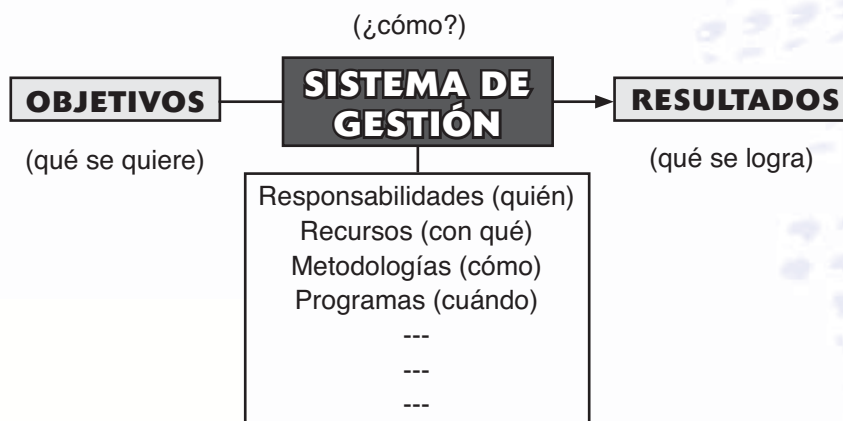 (¿cómo?)
OBJETIVOS
SISTEMA DE
GESTIÓN
RESULTADOS
(qué se quiere)
(qué se logra)
Responsabilidades (quién)
Recursos (con qué)
Metodologías (cómo)
Programas (cuándo)
---
---
---